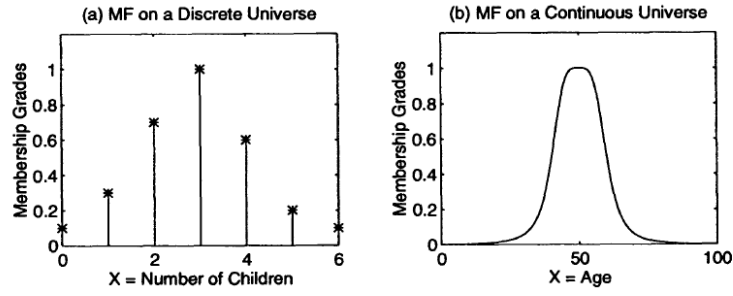 (a) MF on a Discrete Universe
Membership Grades
1
0.8
0.6
0.4
0.2
0
0 2 4 6
X = Number of Children
(b) MF on a Continuous Universe
Membership Grades
1
0.8
0.6
0.4
0.2
0
0 50 100
X = Age